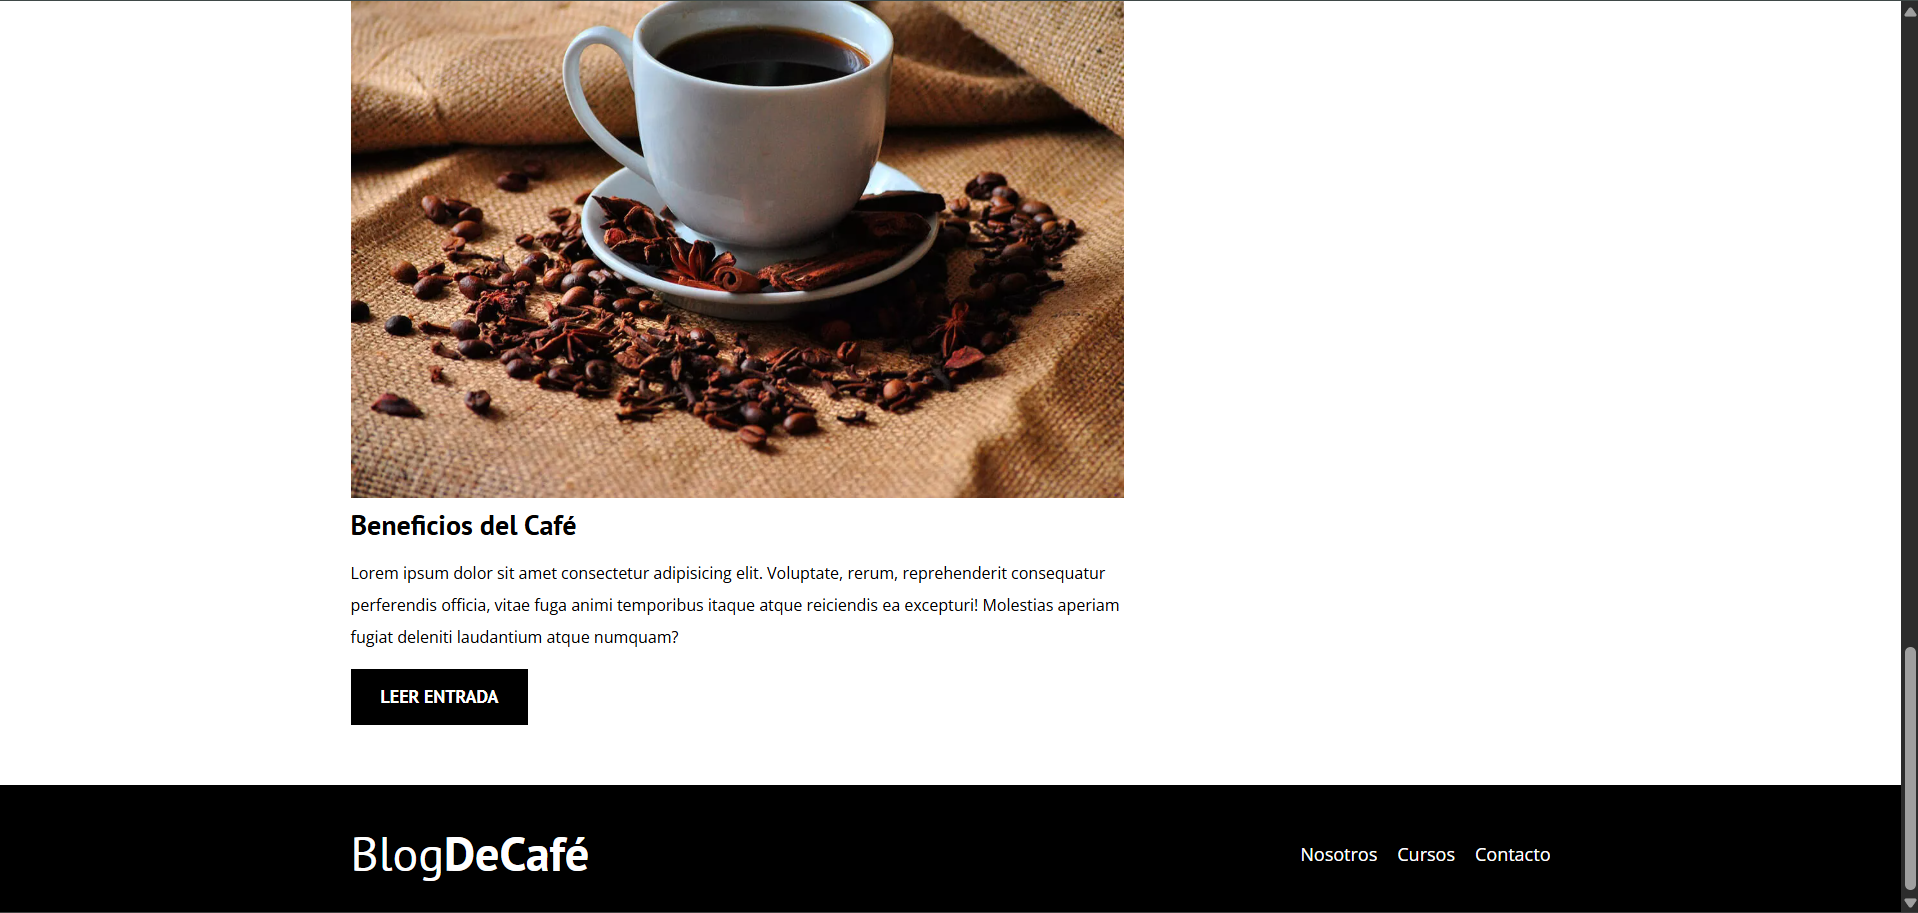 Beneficios del Café
Lorem ipsum dolor sit amet consectetur adipisicing elit. Voluptate, rerum, reprehenderit consequatur
perferendis officia, vitae fuga animi temporibus itaque atque reiciendis ea excepturi! Molestias aperiam
fugiat deleniti laudantium atque numquam?
LEER ENTRADA
BlogDeCafé
Nosotros Cursos Contacto